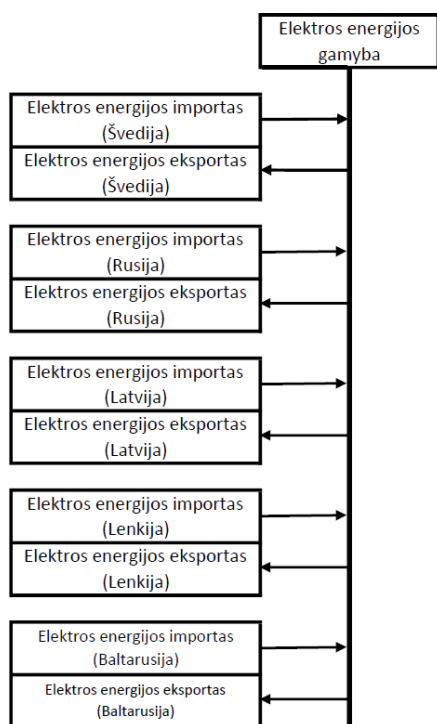 Elektros energijos
gamyba
Elektros energijos importas
(Švedija)
Elektros energijos eksportas
(Švedija)
Elektros energijos importas
(Rusija)
Elektros energijos eksportas
(Rusija)
Elektros energijos importas
(Latvija)
Elektros energijos eksportas
(Latvija)
Elektros energijos importas
(Lenkija)
Elektros energijos eksportas
(Lenkija)
Elektros energijos importas
(Baltarusija)
Elektros energijos eksportas
(Baltarusija)